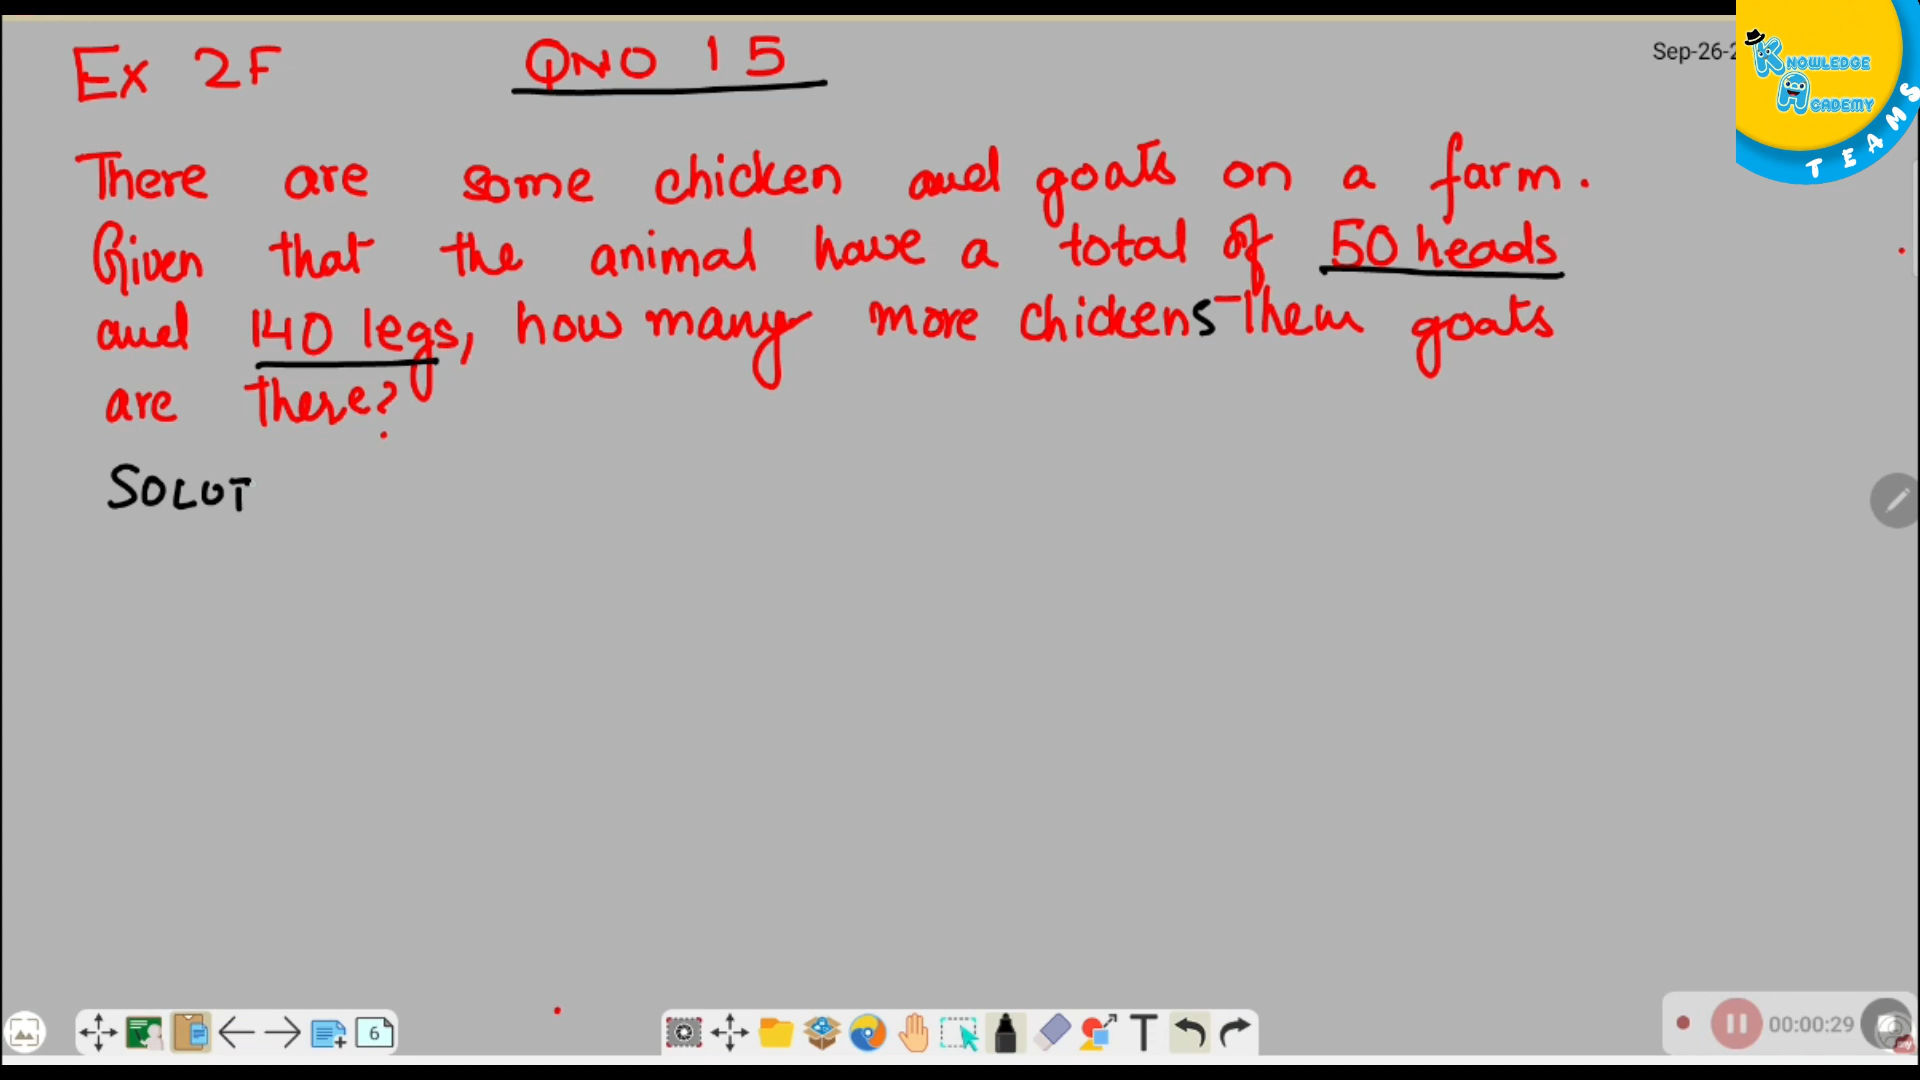 Ex 2F QNO 15
Sep-26-2
KNOWLEDGE
ACADEMY
TEAMS
There are some chicken and goats on a farm.
Given that the animal have a total of 50 heads
and 140 legs, how many more chickens them goats
are there?
SOLUT
6
T
00:00:29